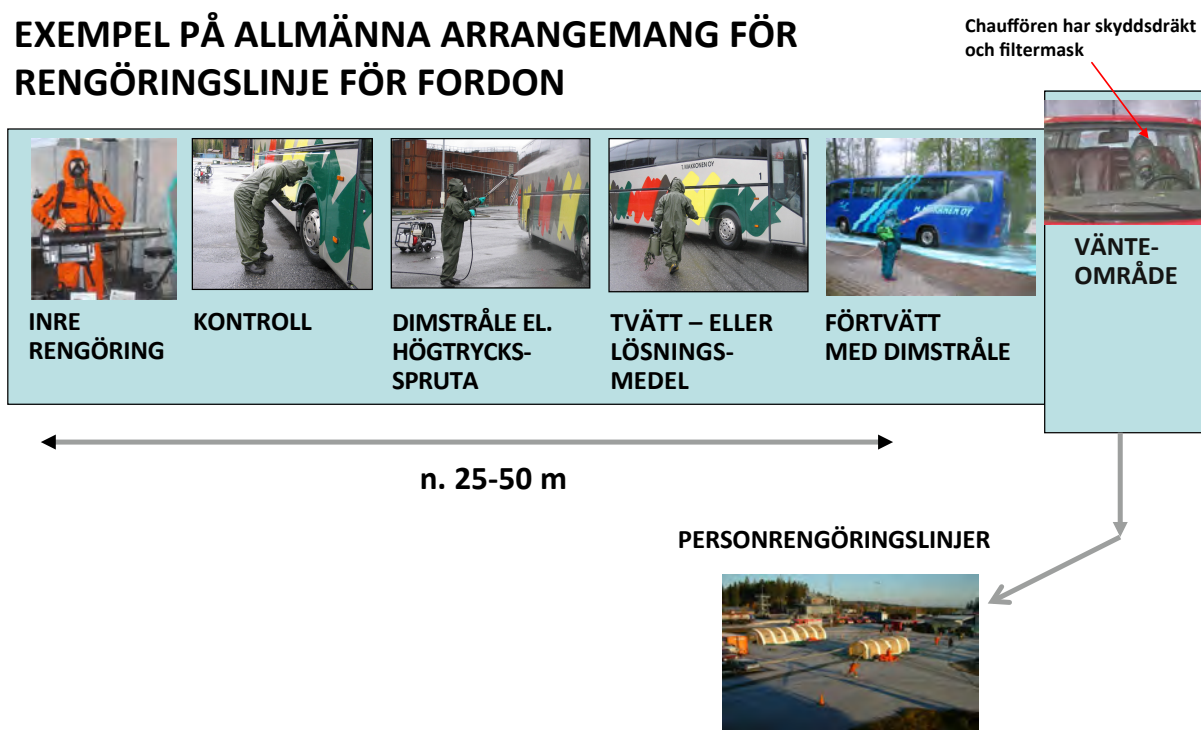 EXEMPEL PÅ ALLMÄNNA ARRANGEMANG FÖR
RENGÖRINGSLINJE FÖR FORDON
Chauffören har skyddsdräkt
och filtermask
INRE
RENGÖRING
KONTROLL
DIMSTRÅLE EL.
HÖGTRYCKS-
SPRUTA
TVÄTT – ELLER
LÖSNINGS-
MEDEL
FÖRTVÄTT
MED DIMSTRÅLE
VÄNTE-
OMRÅDE
n. 25-50 m
PERSONRENGÖRINGSLINJER